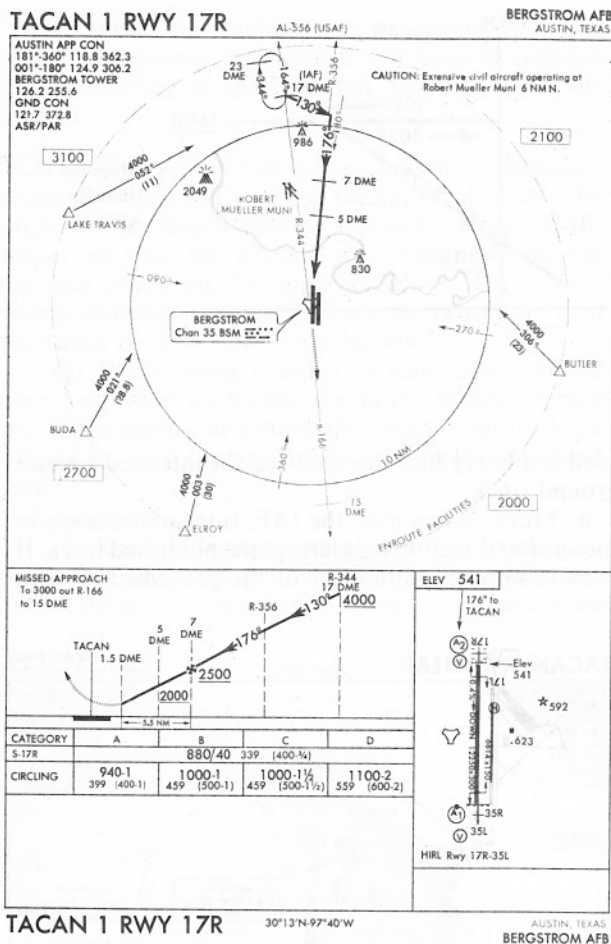 TACAN 1 RWY 17R
AL-356 (USAF)
BERGSTROM AFB
AUSTIN, TEXAS
AUSTIN APP CON
181°-360° 118.8 362.3
001°-180° 124.9 306.2
BERGSTROM TOWER
126.2 255.6
GND CON
121.7 372.8
ASR/PAR
23
DME
344°
164°
(IAF)
17 DME
R-356
130°
180°
CAUTION: Extensive civil aircraft operating at
Robert Mueller Muni 6 NM N.
3100
2100
986
176°
4000
052°
(11)
LAKE TRAVIS
2049
7 DME
KOBERT
MUELLER MUNI
5 DME
R-344
830
090°
BERGSTROM
Chan 35 BSM
270°
4000
306°
(23)
BUTLER
4000
021°
(28.8)
BUDA
2700
4000
003°
(30)
ELROY
360°
10 NM
15
DME
ENROUTE FACILITIES
2000
MISSED APPROACH
To 3000 out R-166
to 15 DME
R-344
17 DME
4000
130°
R-356
176°
TACAN
1.5 DME
5
DME
7
DME
2500
2000
5.5 NM
CATEGORY A B C D
S-17R 880/40 339 (400-¾)
CIRCLING 940-1 1000-1 1000-1½ 1100-2
399 (400-1) 459 (500-1) 459 (500-1½) 559 (600-2)
ELEV 541
176° to
TACAN
A2
V
17R
Elev
541
17L
H
592
623
A1
35R
V
35L
HIRL Rwy 17R-35L
TACAN 1 RWY 17R
30°13'N-97°40'W
AUSTIN, TEXAS
BERGSTROM AFB